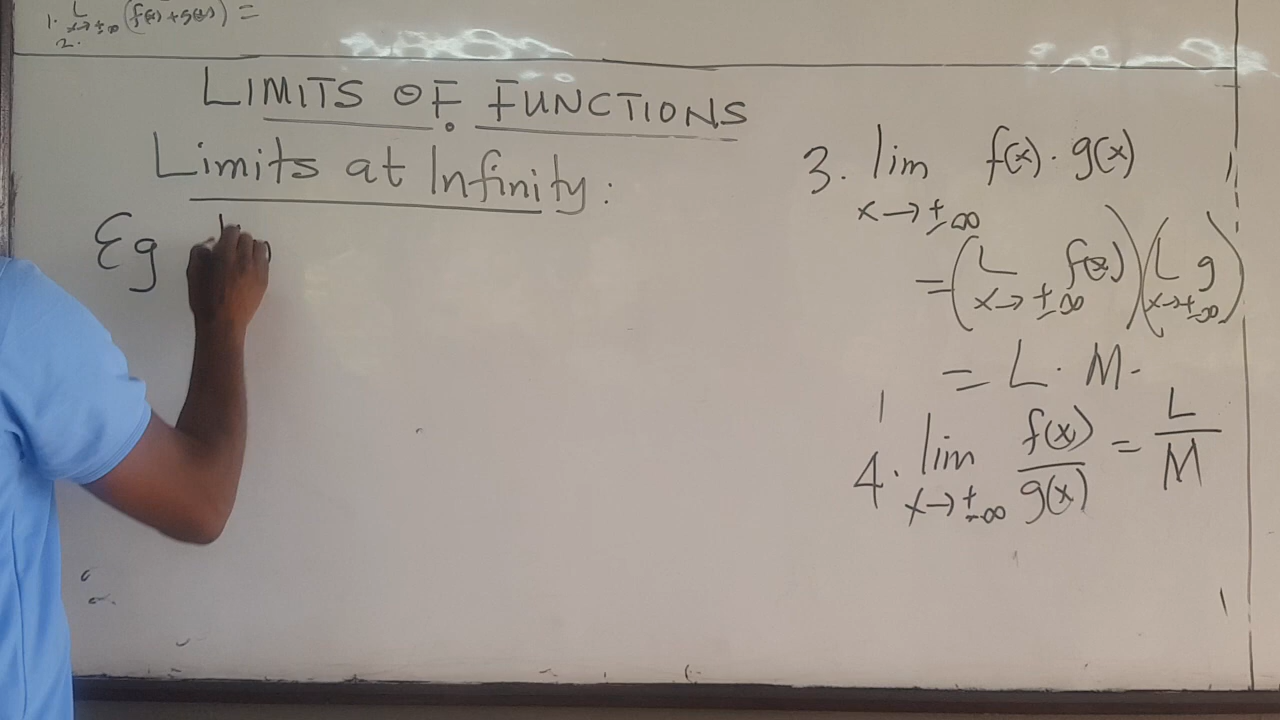 1. L (f(x) + g(x)) =
x→±∞
2.
LIMITS OF FUNCTIONS
Limits at Infinity:
Eg
3. lim f(x) · g(x)
x→±∞
= ( L f(x) ) ( L g )
x→±∞ x→±∞
= L · M ·
4. lim f(x)/g(x) = L/M
x→±∞